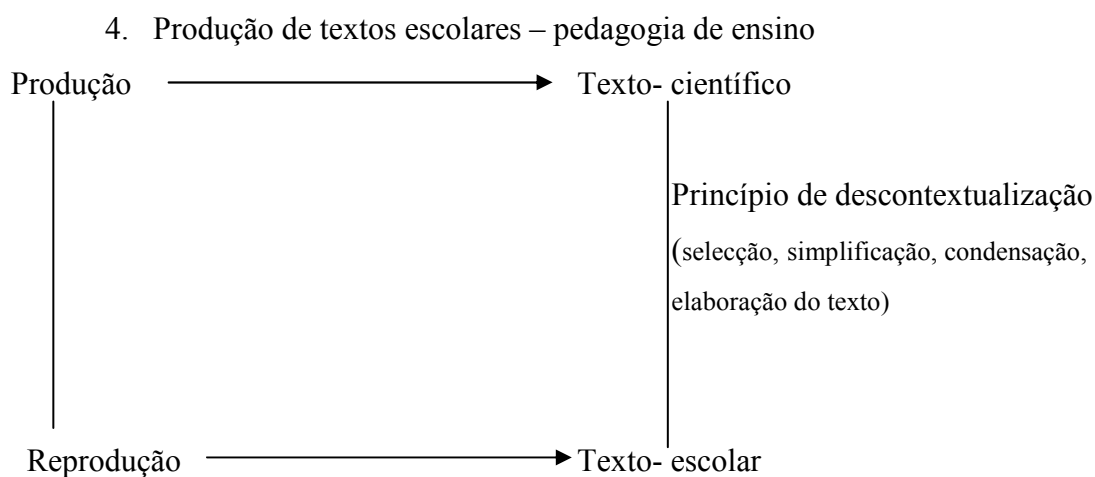 4. Produção de textos escolares – pedagogia de ensino
Produção Texto- científico
Princípio de descontextualização
(selecção, simplificação, condensação,
elaboração do texto)
Reprodução Texto- escolar